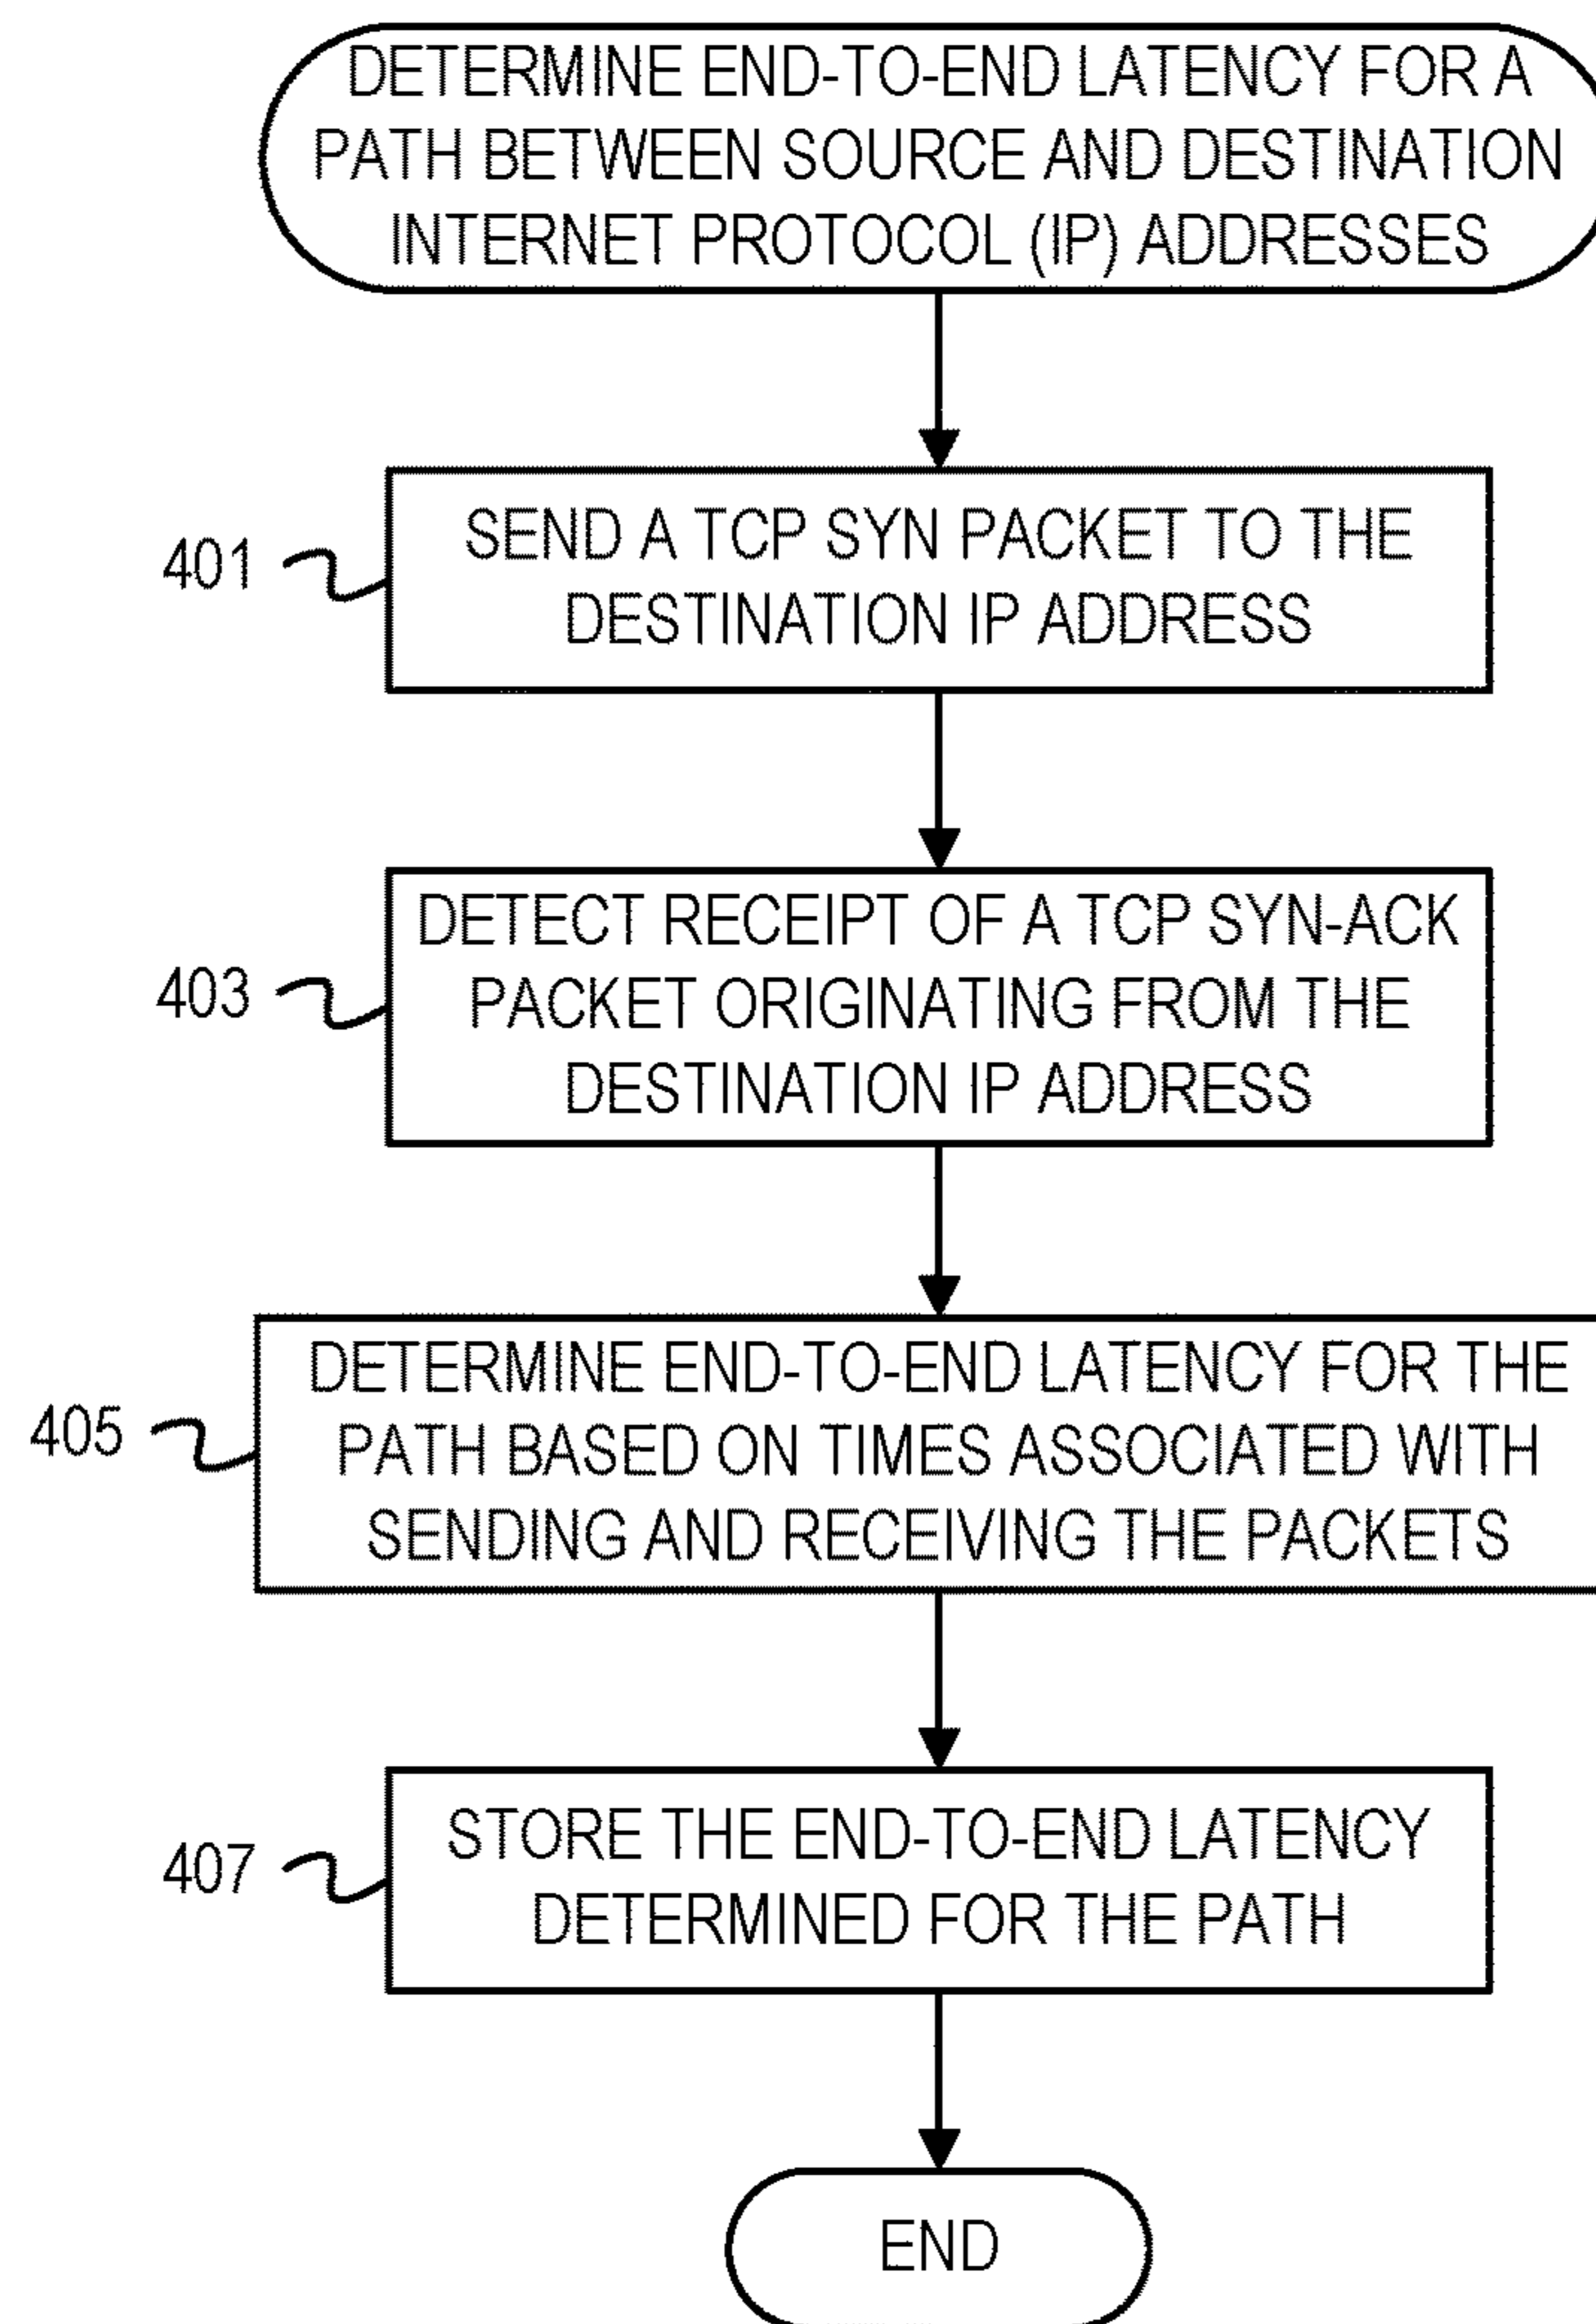 DETERMINE END-TO-END LATENCY FOR A
PATH BETWEEN SOURCE AND DESTINATION
INTERNET PROTOCOL (IP) ADDRESSES
401
SEND A TCP SYN PACKET TO THE
DESTINATION IP ADDRESS
403
DETECT RECEIPT OF A TCP SYN-ACK
PACKET ORIGINATING FROM THE
DESTINATION IP ADDRESS
405
DETERMINE END-TO-END LATENCY FOR THE
PATH BASED ON TIMES ASSOCIATED WITH
SENDING AND RECEIVING THE PACKETS
407
STORE THE END-TO-END LATENCY
DETERMINED FOR THE PATH
END